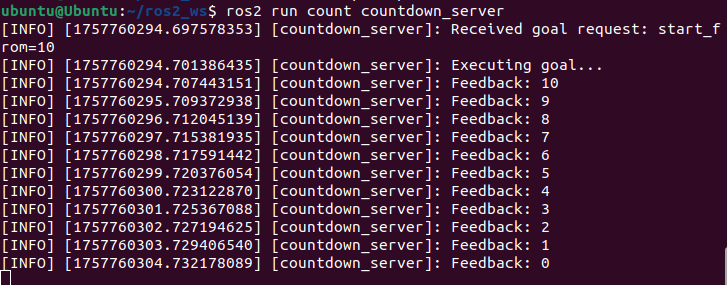 ubuntu@Ubuntu:~/ros2_ws$ ros2 run count countdown_server
[INFO] [1757760294.697578353] [countdown_server]: Received goal request: start_f
rom=10
[INFO] [1757760294.701386435] [countdown_server]: Executing goal...
[INFO] [1757760294.707443151] [countdown_server]: Feedback: 10
[INFO] [1757760295.709372938] [countdown_server]: Feedback: 9
[INFO] [1757760296.712045139] [countdown_server]: Feedback: 8
[INFO] [1757760297.715381935] [countdown_server]: Feedback: 7
[INFO] [1757760298.717591442] [countdown_server]: Feedback: 6
[INFO] [1757760299.720376054] [countdown_server]: Feedback: 5
[INFO] [1757760300.723122870] [countdown_server]: Feedback: 4
[INFO] [1757760301.725367088] [countdown_server]: Feedback: 3
[INFO] [1757760302.727194625] [countdown_server]: Feedback: 2
[INFO] [1757760303.729406540] [countdown_server]: Feedback: 1
[INFO] [1757760304.732178089] [countdown_server]: Feedback: 0